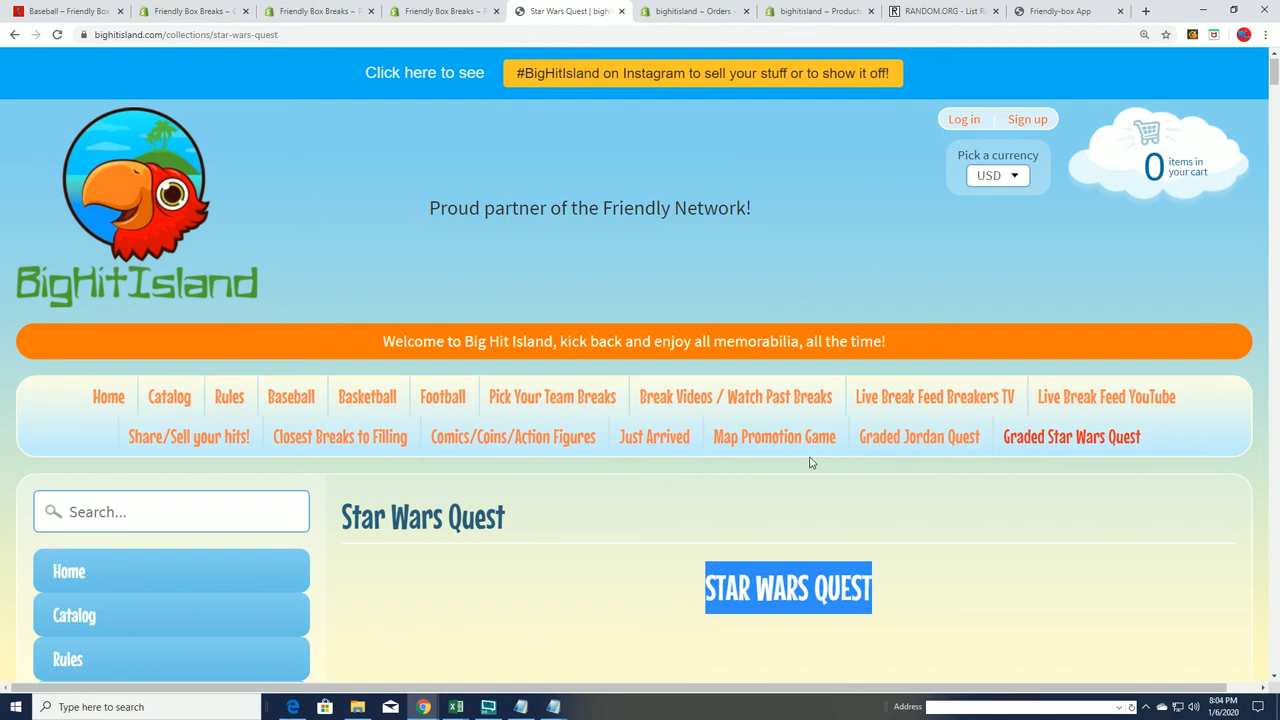 Baseball –
Friendly Box Breaks ~ C
Friendly Box Breaks ~ P
Friendly Box Breaks ~ P
Star Wars Quest | bigh
bighitisland ~ Orders ~
bighitisland ~ Product
RANDOM.ORG - List Ra
Friendly-box App
bighitisland.com/collections/star-wars-quest
Click here to see
#BigHitIsland on Instagram to sell your stuff or to show it off!
BigHitIsland
Proud partner of the Friendly Network!
Log in
Sign up
Pick a currency
USD
0 items in your cart
Welcome to Big Hit Island, kick back and enjoy all memorabilia, all the time!
Home Catalog Rules Baseball Basketball Football Pick Your Team Breaks Break Videos / Watch Past Breaks Live Break Feed Breakers TV Live Break Feed YouTube
Share/Sell your hits! Closest Breaks to Filling Comics/Coins/Action Figures Just Arrived Map Promotion Game Graded Jordan Quest Graded Star Wars Quest
Search...
Home
Catalog
Rules
Star Wars Quest
STAR WARS QUEST
Type here to search
Address
8:04 PM
1/6/2020